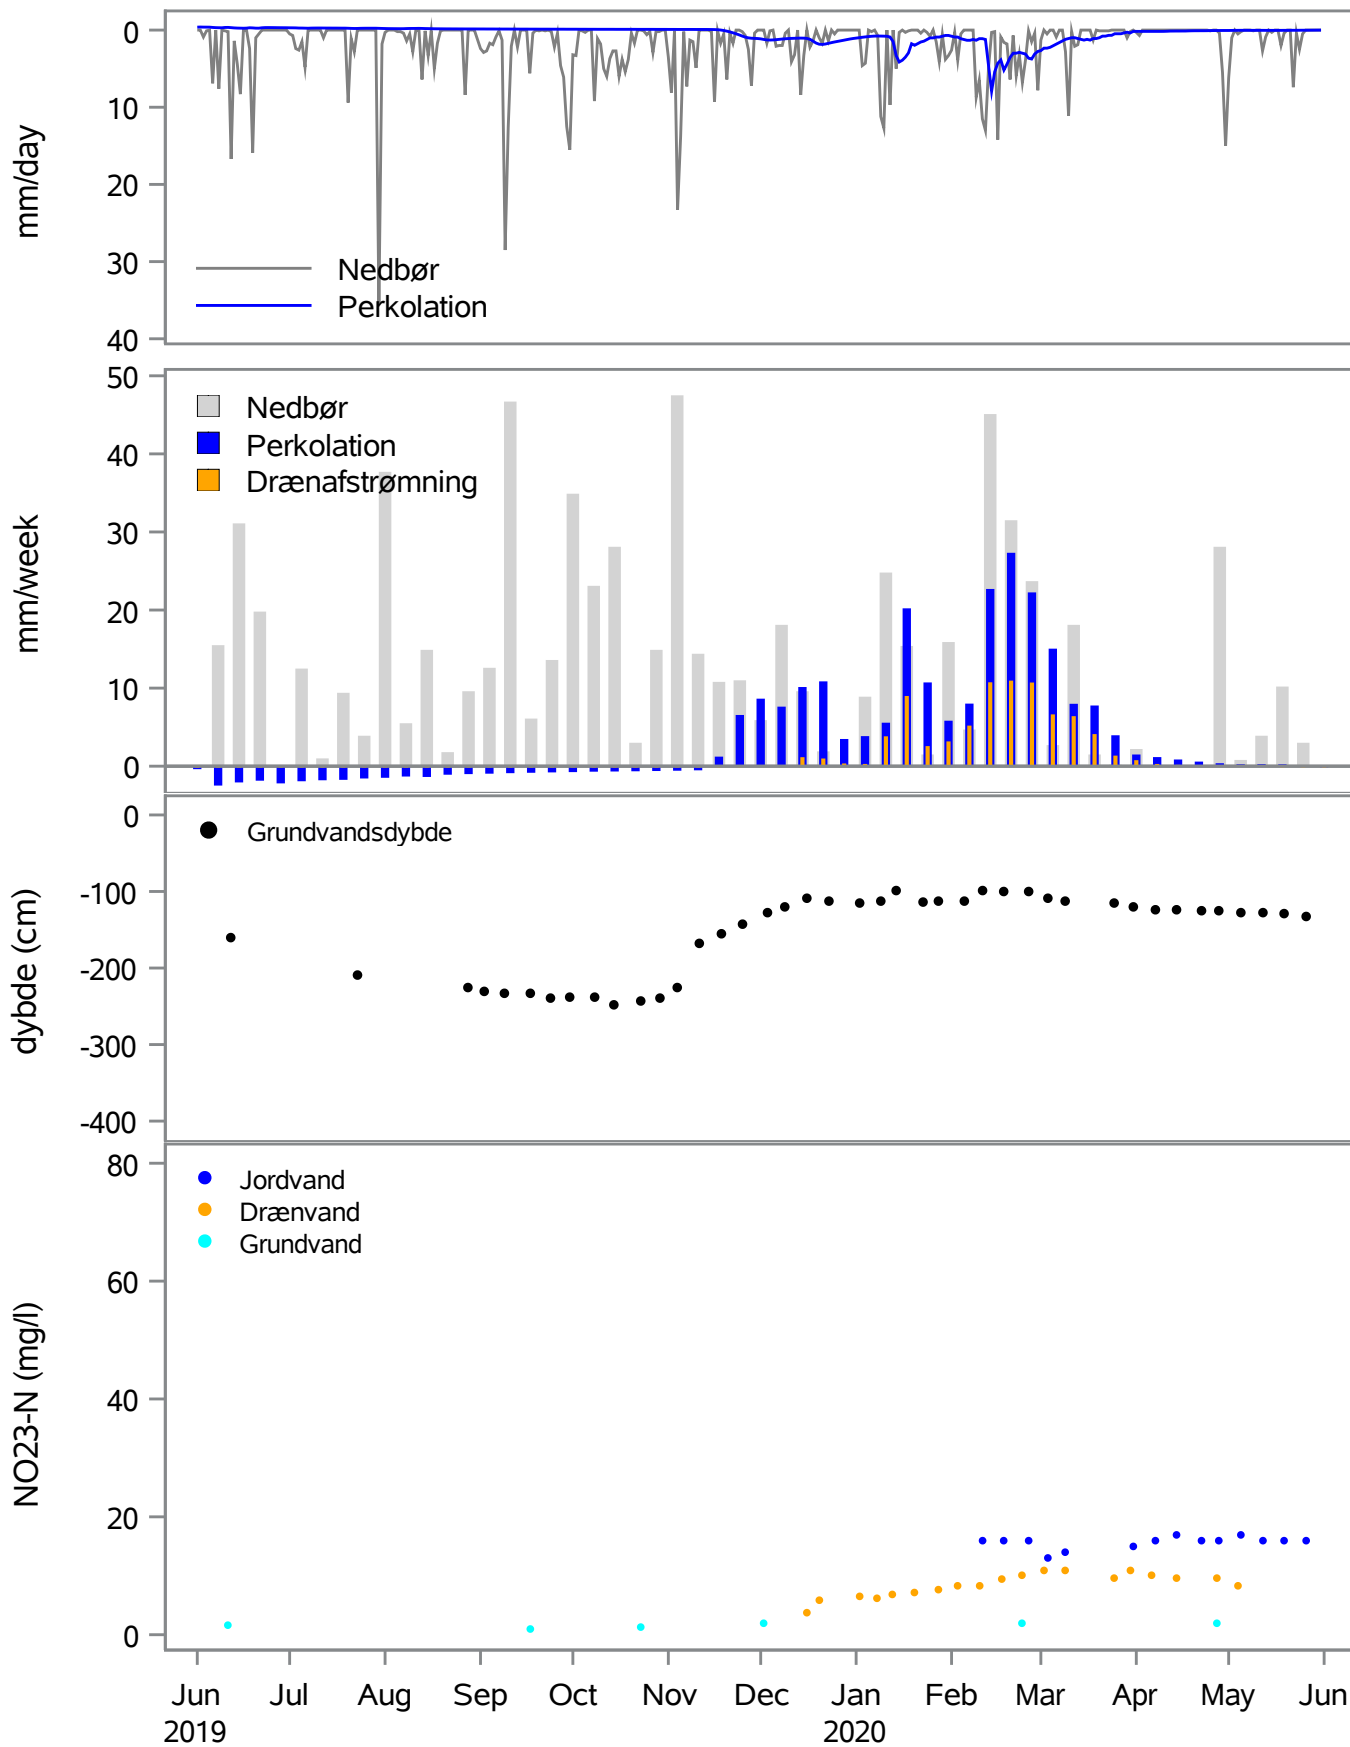 0
10
20
30
40
mm/day
Nedbør
Perkolation
50
40
30
20
10
0
mm/week
Nedbør
Perkolation
Drænafstrømning
0
-100
-200
-300
-400
dybde (cm)
Grundvandsdybde
80
60
40
20
0
NO23-N (mg/l)
Jordvand
Drænvand
Grundvand
Jun Jul Aug Sep Oct Nov Dec Jan Feb Mar Apr May Jun
2019 2020